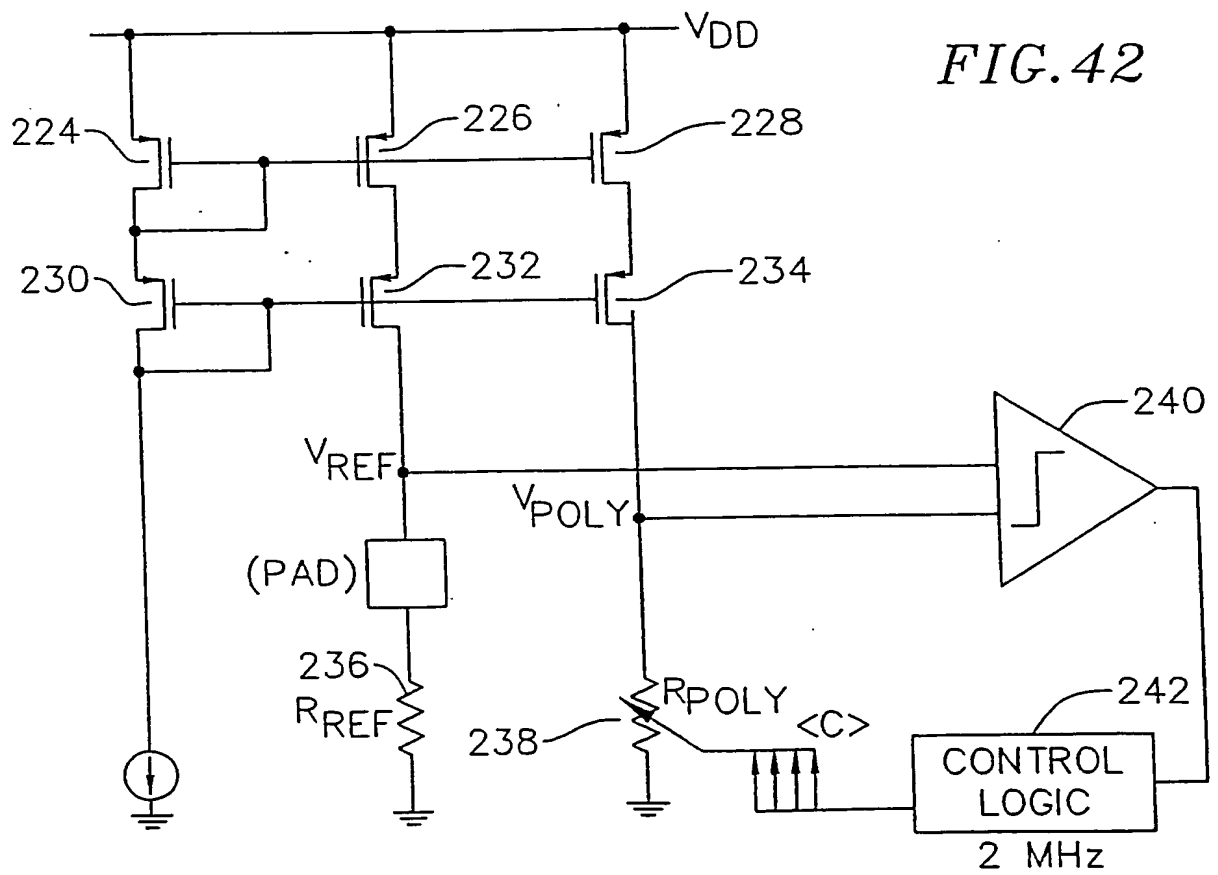 VDD
FIG. 42
224
226
228
230
232
234
240
VREF
VPOLY
(PAD)
236
RREF
RPOLY
238
<C>
242
CONTROL
LOGIC
2 MHz